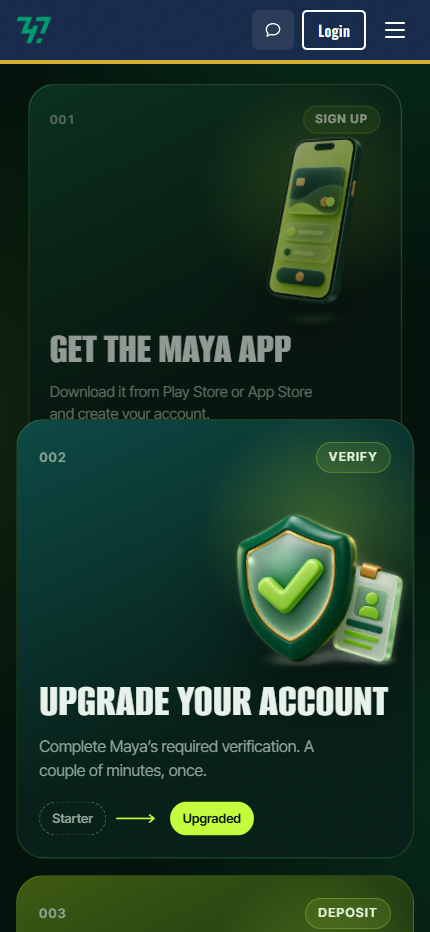 Login
001
SIGN UP
GET THE MAYA APP
Download it from Play Store or App Store
and create your account.
002
VERIFY
UPGRADE YOUR ACCOUNT
Complete Maya's required verification. A
couple of minutes, once.
Starter
Upgraded
003
DEPOSIT